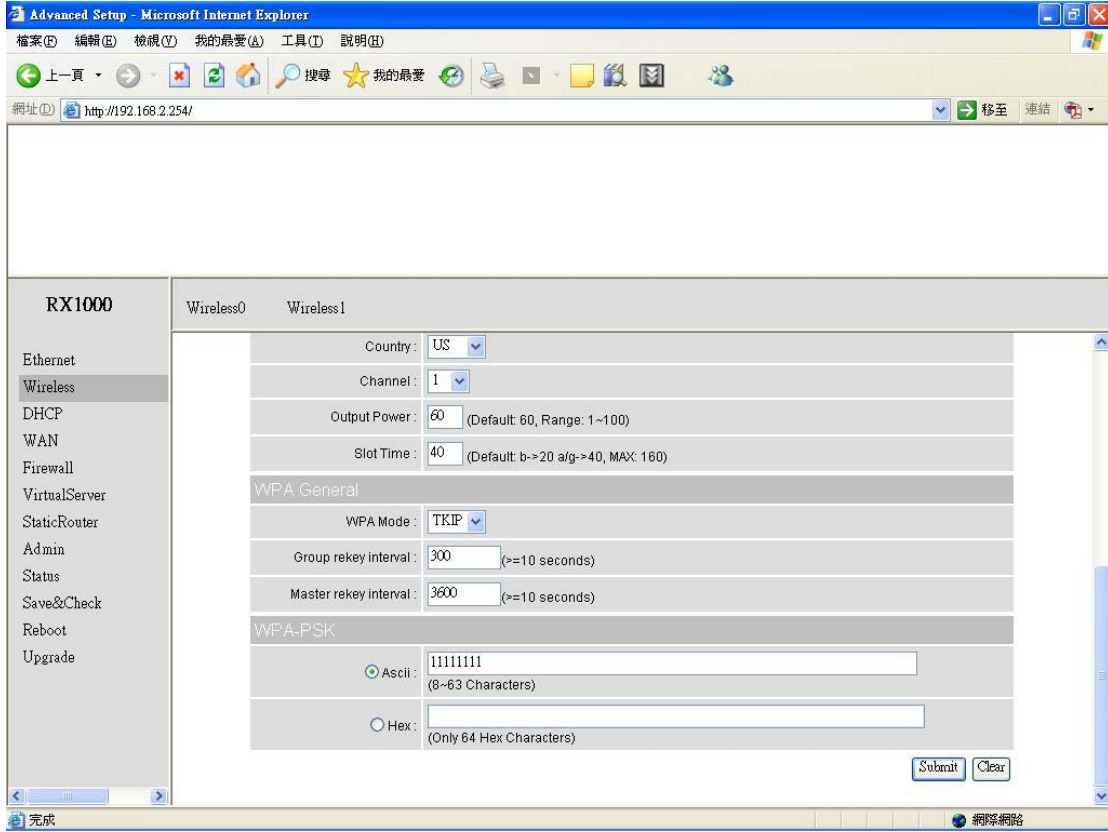 Advanced Setup - Microsoft Internet Explorer
檔案(F) 編輯(E) 檢視(V) 我的最愛(A) 工具(T) 說明(H)
上一頁 搜尋 我的最愛
網址(D) http://192.168.2.254/ 移至 連結
RX1000
Wireless0 Wireless1
Ethernet
Wireless
DHCP
WAN
Firewall
VirtualServer
StaticRouter
Admin
Status
Save&Check
Reboot
Upgrade
Country : US
Channel : 1
Output Power : 60 (Default: 60, Range: 1~100)
Slot Time : 40 (Default: b->20 a/g->40, MAX: 160)
WPA General
WPA Mode : TKIP
Group rekey interval : 300 (>=10 seconds)
Master rekey interval : 3600 (>=10 seconds)
WPA-PSK
Ascii : 11111111
(8~63 Characters)
Hex :
(Only 64 Hex Characters)
Submit Clear
完成 網際網路